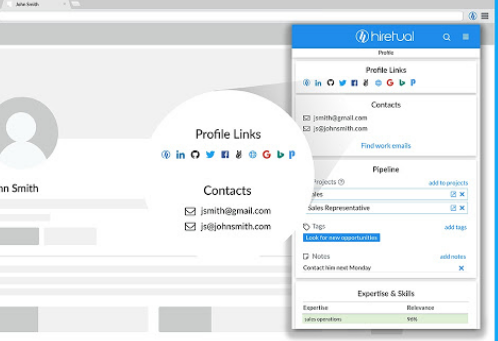 John Smith
hn Smith
Profile Links
Contacts
jsmith@gmail.com
js@johnsmith.com
hiretual
Profile
Profile Links
Contacts
jsmith@gmail.com
js@johnsmith.com
Find work emails
Pipeline
Projects
add to projects
ales
Sales Representative
Tags
add tags
Look for new opportunities
Notes
add notes
Contact him next Monday
Expertise & Skills
Expertise Relevance
sales operations 96%